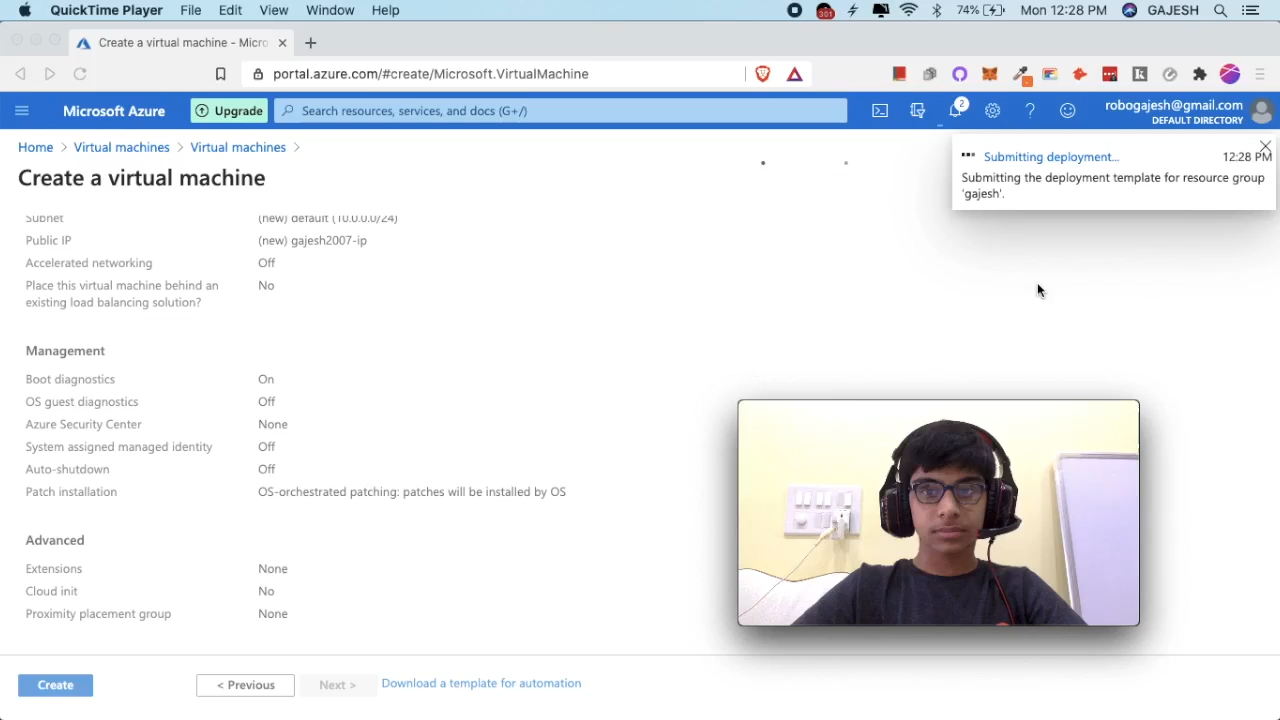 QuickTime Player File Edit View Window Help 301 74% Mon 12:28 PM GAJESH
Create a virtual machine - Micro
portal.azure.com/#create/Microsoft.VirtualMachine
Microsoft Azure Upgrade Search resources, services, and docs (G+/) 2 robogajesh@gmail.com
DEFAULT DIRECTORY
Home > Virtual machines > Virtual machines >
Create a virtual machine
Submitting deployment... 12:28 PM
Submitting the deployment template for resource group
'gajesh'.
Subnet (new) default (10.0.0.0/24)
Public IP (new) gajesh2007-ip
Accelerated networking Off
Place this virtual machine behind an No
existing load balancing solution?
Management
Boot diagnostics On
OS guest diagnostics Off
Azure Security Center None
System assigned managed identity Off
Auto-shutdown Off
Patch installation OS-orchestrated patching: patches will be installed by OS
Advanced
Extensions None
Cloud init No
Proximity placement group None
Create < Previous Next > Download a template for automation